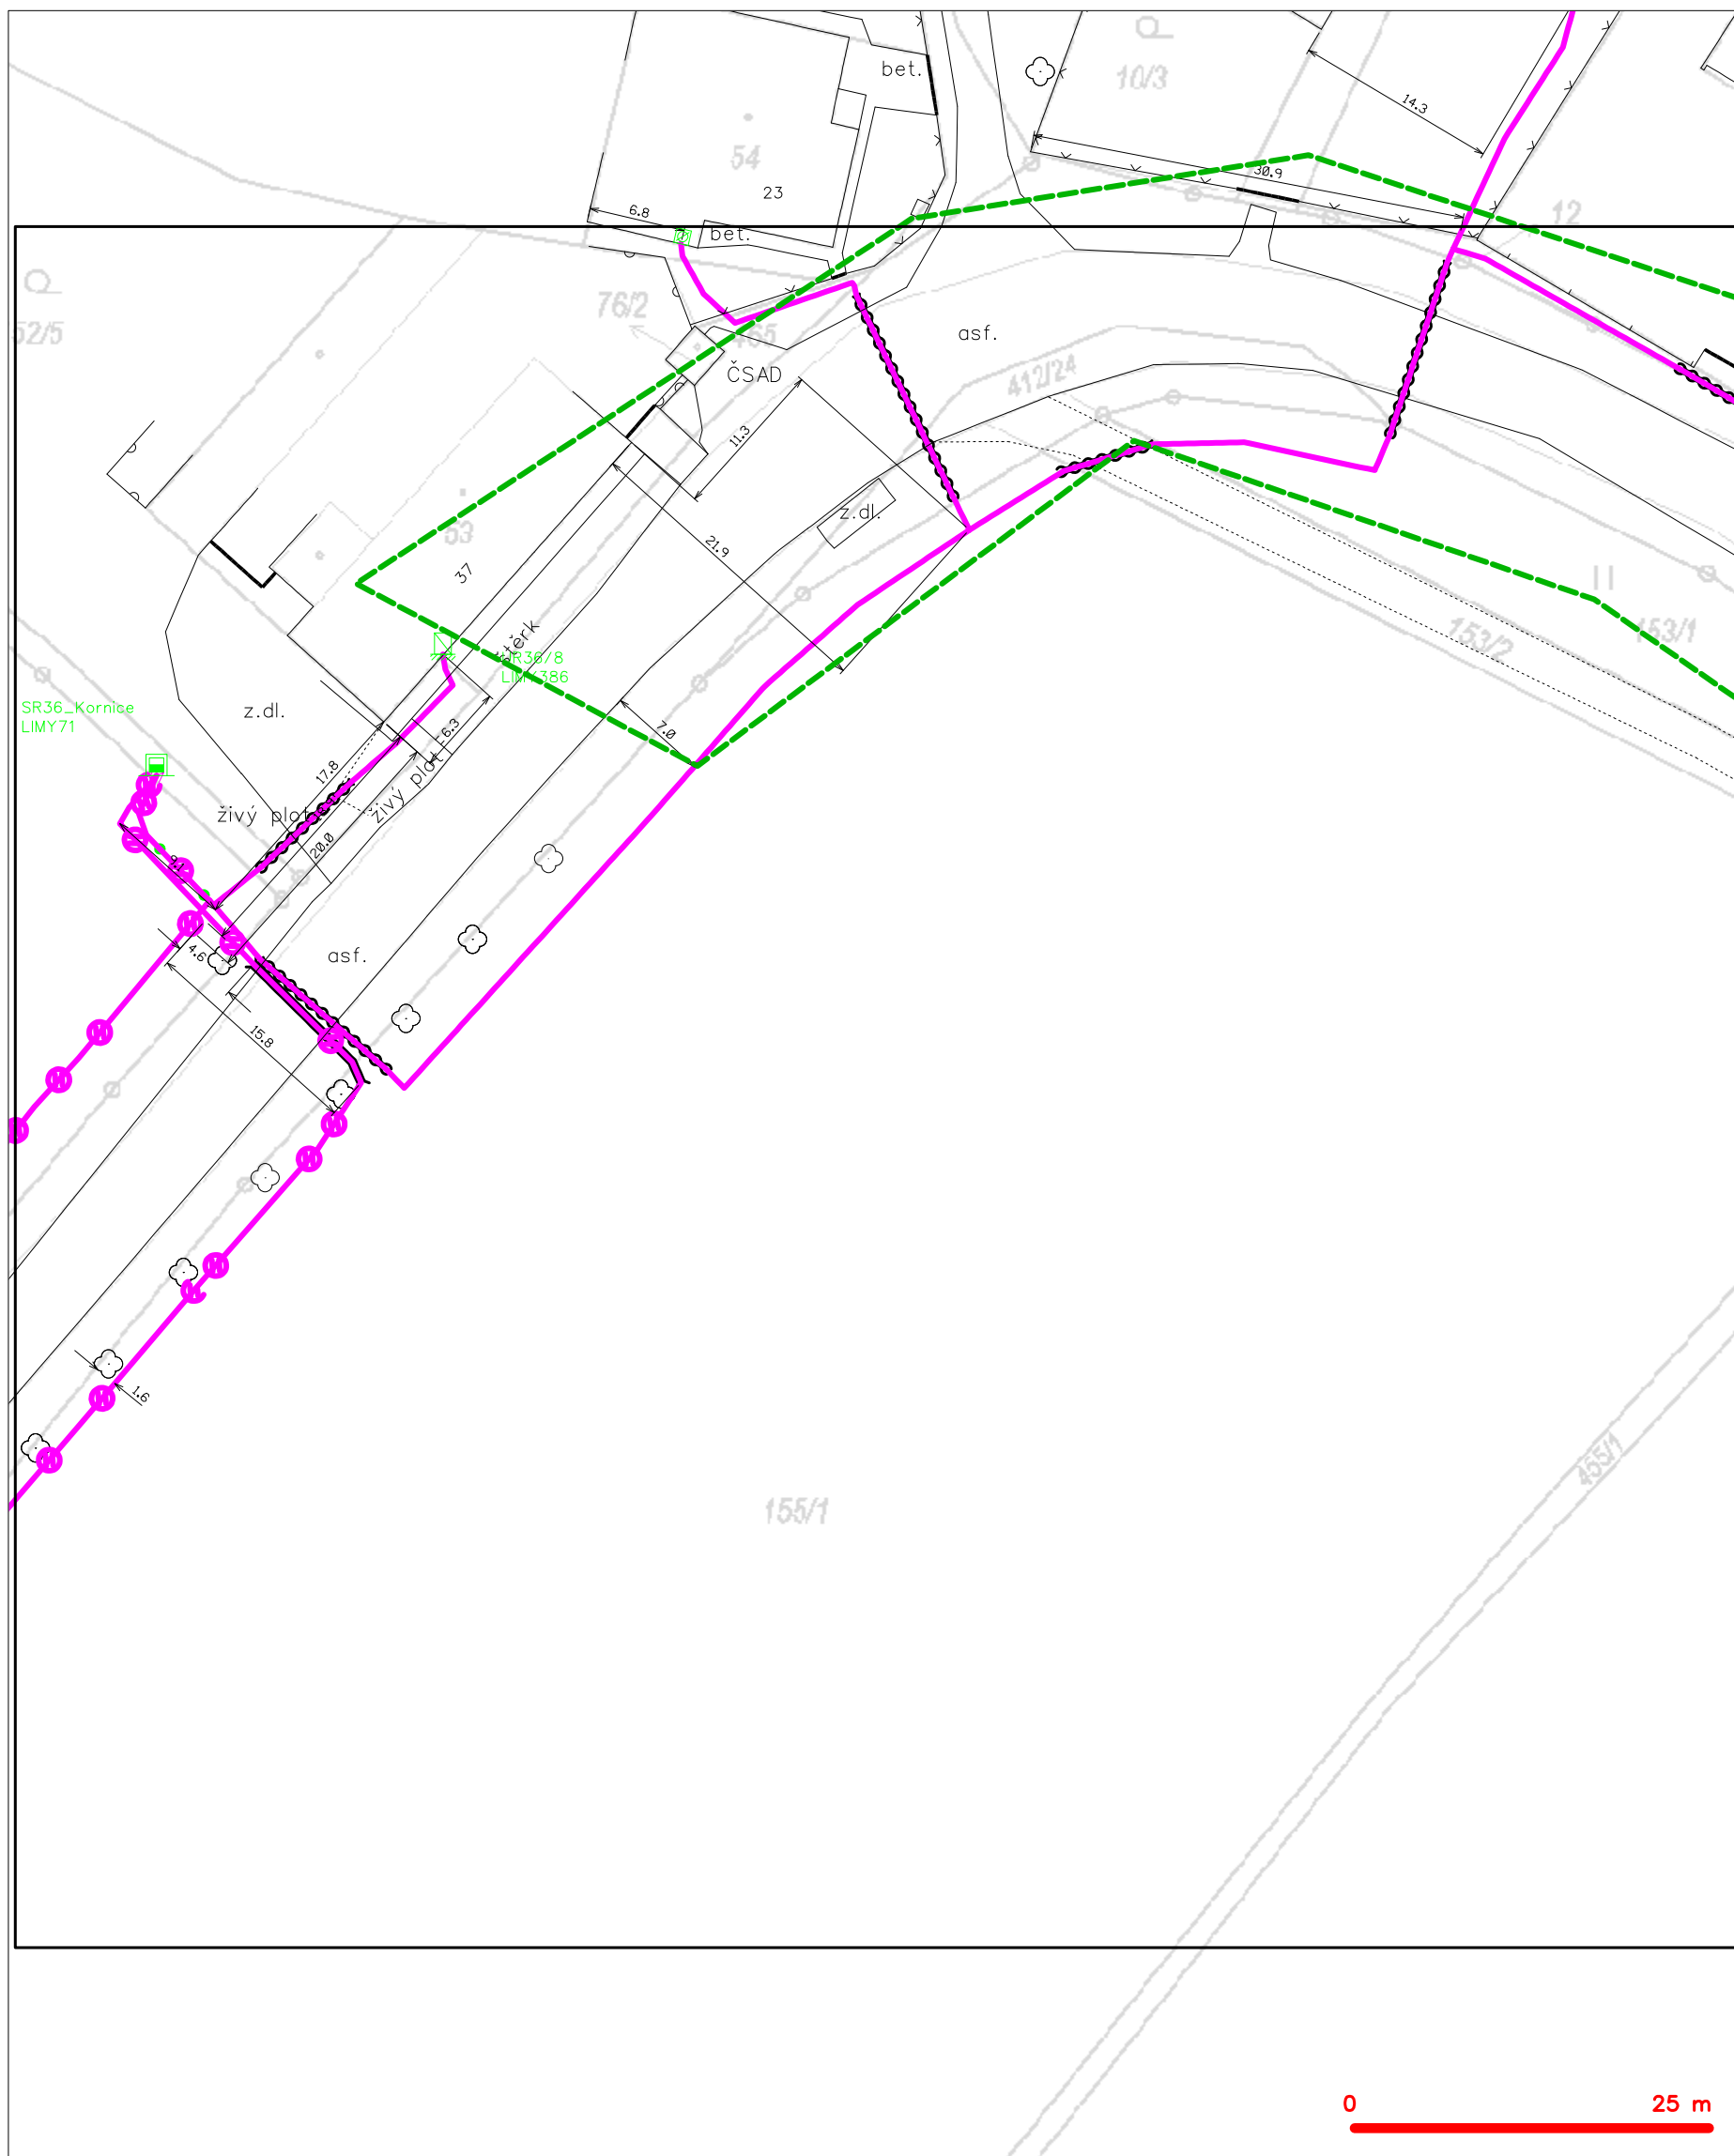 bet.
10/3
14.3
54
23
30.9
6.8
bet.
12
76/2
52/5
465
asf.
ČSAD
412/24
11.3
z.dl.
53
21.9
37
153/2
153/1
štěrk
LIMY386
SR36_Kornice
z.dl.
LIMY71
7.0
6.3
17.8
živý plot
živý plot
20.0
asf.
4.6
15.8
1.6
455/1
155/1
0 25 m